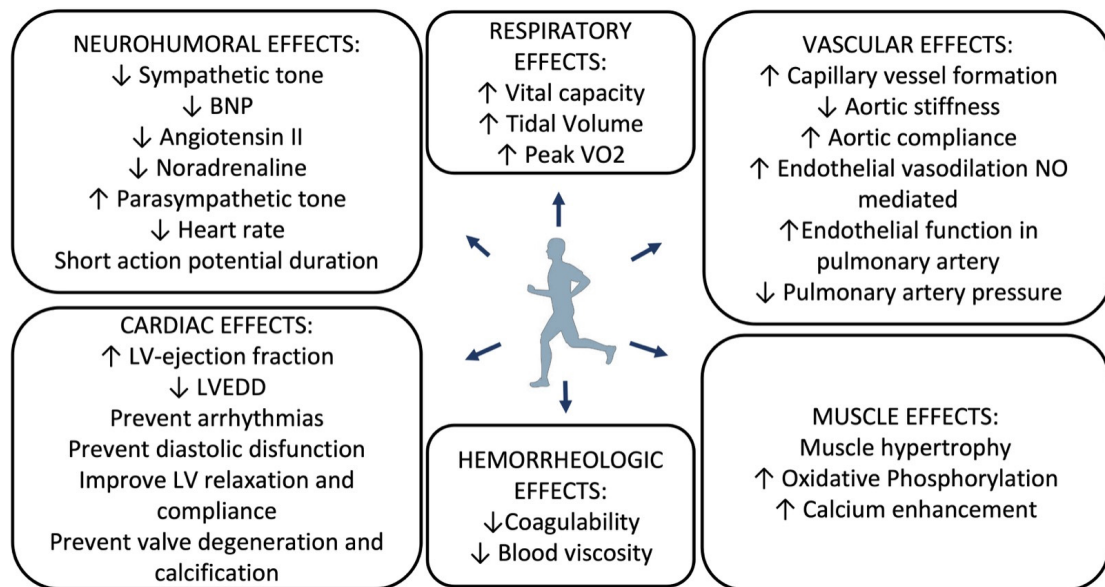 NEUROHUMORAL EFFECTS:
↓ Sympathetic tone
↓ BNP
↓ Angiotensin II
↓ Noradrenaline
↑ Parasympathetic tone
↓ Heart rate
Short action potential duration
RESPIRATORY
EFFECTS:
↑ Vital capacity
↑ Tidal Volume
↑ Peak VO2
VASCULAR EFFECTS:
↑ Capillary vessel formation
↓ Aortic stiffness
↑ Aortic compliance
↑ Endothelial vasodilation NO
mediated
↑Endothelial function in
pulmonary artery
↓ Pulmonary artery pressure
CARDIAC EFFECTS:
↑ LV-ejection fraction
↓ LVEDD
Prevent arrhythmias
Prevent diastolic disfunction
Improve LV relaxation and
compliance
Prevent valve degeneration and
calcification
HEMORRHEOLOGIC
EFFECTS:
↓Coagulability
↓ Blood viscosity
MUSCLE EFFECTS:
Muscle hypertrophy
↑ Oxidative Phosphorylation
↑ Calcium enhancement